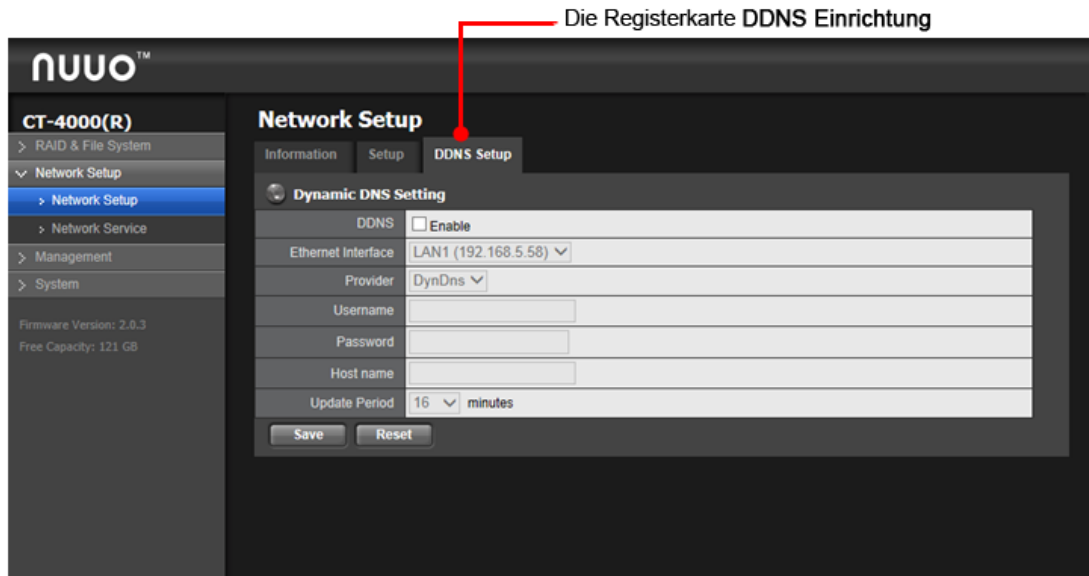 Die Registerkarte DDNS Einrichtung
nuuo™
CT-4000(R)
> RAID & File System
Network Setup
> Network Setup
> Network Service
> Management
> System
Firmware Version: 2.0.3
Free Capacity: 121 GB
Network Setup
Information Setup DDNS Setup
Dynamic DNS Setting
DDNS Enable
Ethernet Interface LAN1 (192.168.5.58)
Provider DynDns
Username
Password
Host name
Update Period 16 minutes
Save Reset